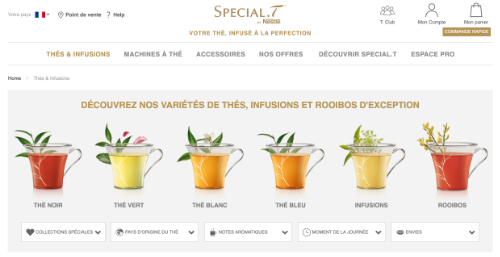 Votre pays
Point de vente
? Help
SPECIAL.T
BY Nestlé
VOTRE THÉ, INFUSÉ À LA PERFECTION
T. Club
Mon Compte
Mon panier
COMMANDE RAPIDE
THÉS & INFUSIONS
MACHINES À THÉ
ACCESSOIRES
NOS OFFRES
DÉCOUVRIR SPECIAL.T
ESPACE PRO
Home > Thés & Infusions
DÉCOUVREZ NOS VARIÉTÉS DE THÉS, INFUSIONS ET ROOIBOS D'EXCEPTION
THÉ NOIR
THÉ VERT
THÉ BLANC
THÉ BLEU
INFUSIONS
ROOIBOS
COLLECTIONS SPÉCIALES
PAYS D'ORIGINE DU THÉ
NOTES AROMATIQUES
MOMENT DE LA JOURNÉE
ENVIES